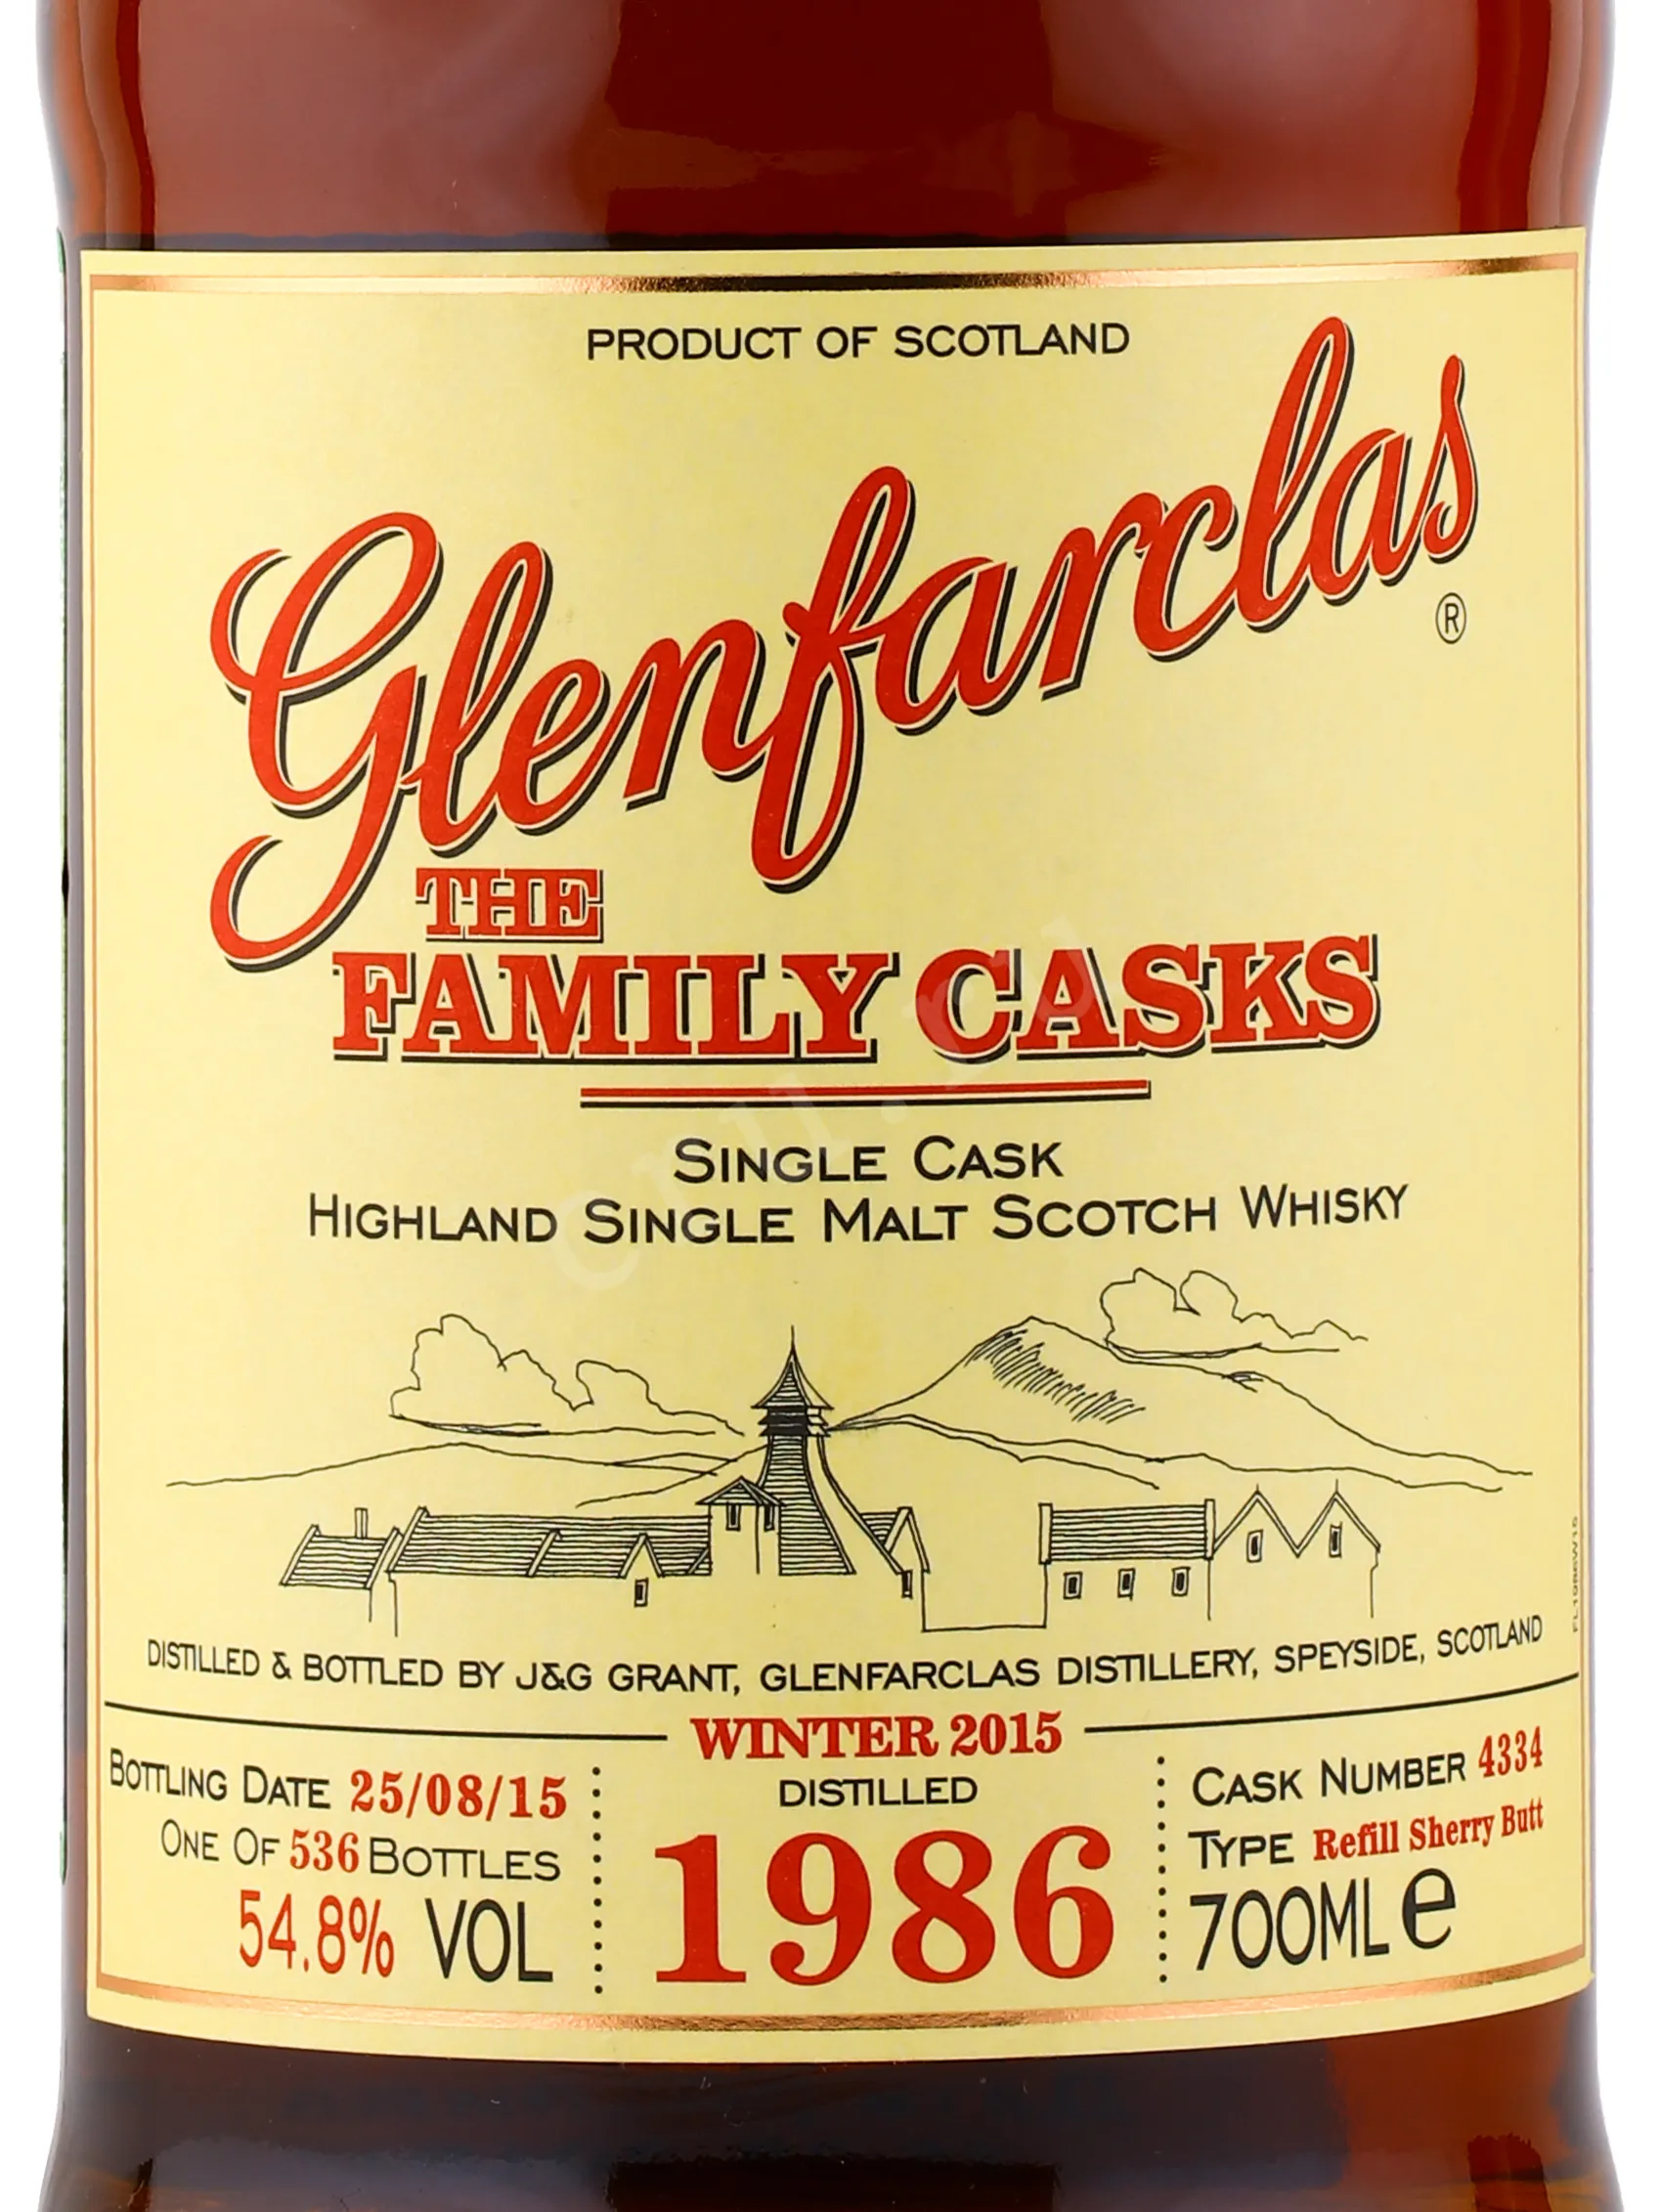 PRODUCT OF SCOTLAND
Glenfarclas
®
THE
FAMILY CASKS
SINGLE CASK
HIGHLAND SINGLE MALT SCOTCH WHISKY
DISTILLED & BOTTLED BY J&G GRANT, GLENFARCLAS DISTILLERY, SPEYSIDE, SCOTLAND
WINTER 2015
BOTTLING DATE 25/08/15
ONE OF 536 BOTTLES
54.8% VOL
DISTILLED
1986
CASK NUMBER 4334
TYPE Refill Sherry Butt
700ML e
FL1986W15